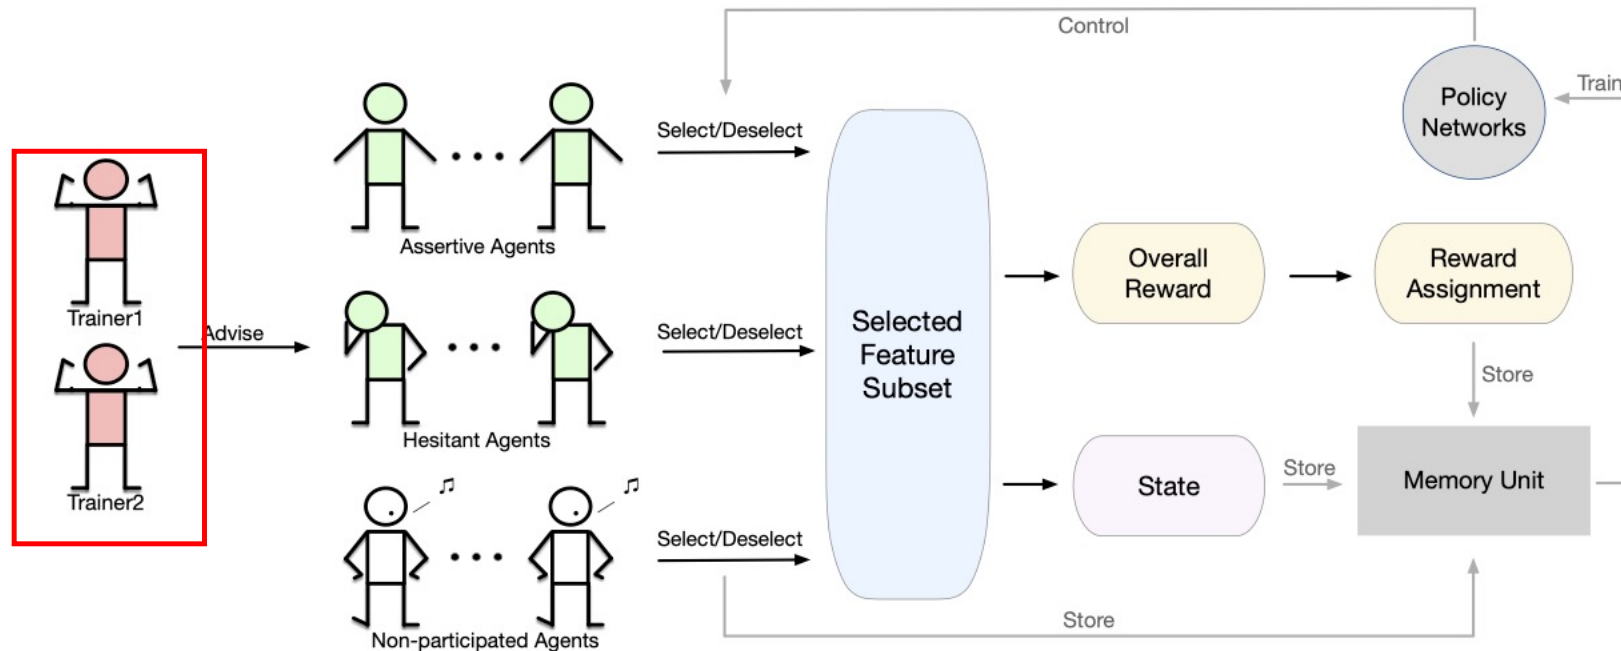 Control
Policy
Networks
Train
Select/Deselect
Assertive Agents
Trainer1
Advise
Trainer2
Select/Deselect
Hesitant Agents
Select/Deselect
Non-participated Agents
Selected
Feature
Subset
Overall
Reward
Reward
Assignment
Store
State
Store
Memory Unit
Store